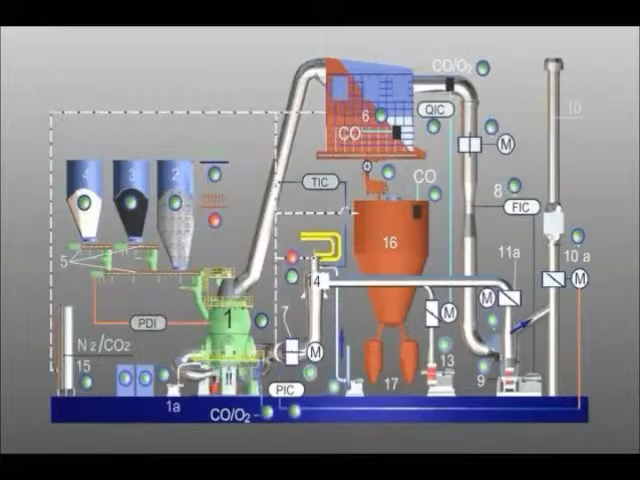 CO/O₂
6
QIC
10
CO
M
4
3
2
TIC
CO
8
FIC
5
16
11a
10 a
14
M
M
1
PDI
M
N₂/CO₂
M
15
13
9
1a
17
PIC
CO/O₂